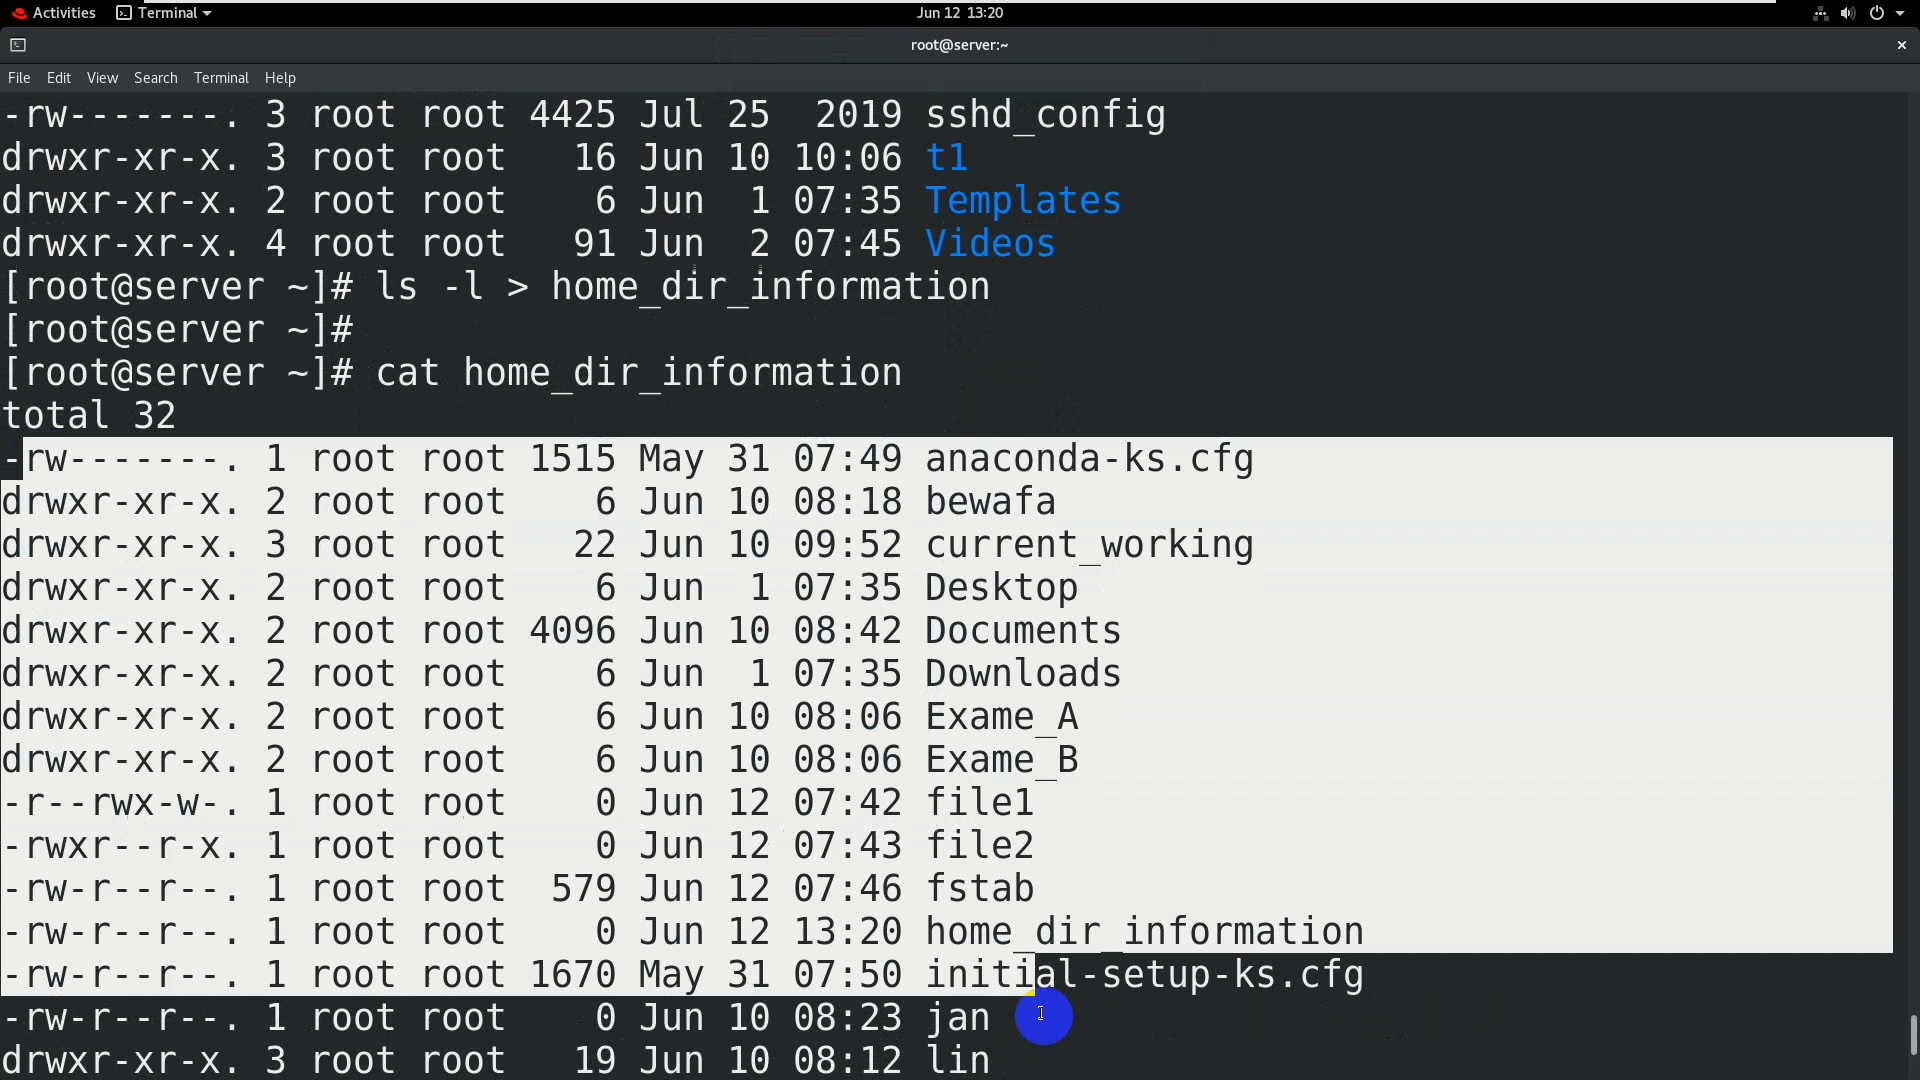 Activities Terminal Jun 12 13:20
root@server:~
File Edit View Search Terminal Help
-rw-------. 3 root root 4425 Jul 25  2019 sshd_config
drwxr-xr-x. 3 root root   16 Jun 10 10:06 t1
drwxr-xr-x. 2 root root    6 Jun  1 07:35 Templates
drwxr-xr-x. 4 root root   91 Jun  2 07:45 Videos
[root@server ~]# ls -l > home_dir_information
[root@server ~]#
[root@server ~]# cat home_dir_information
total 32
-rw-------. 1 root root 1515 May 31 07:49 anaconda-ks.cfg
drwxr-xr-x. 2 root root    6 Jun 10 08:18 bewafa
drwxr-xr-x. 3 root root   22 Jun 10 09:52 current_working
drwxr-xr-x. 2 root root    6 Jun  1 07:35 Desktop
drwxr-xr-x. 2 root root 4096 Jun 10 08:42 Documents
drwxr-xr-x. 2 root root    6 Jun  1 07:35 Downloads
drwxr-xr-x. 2 root root    6 Jun 10 08:06 Exame_A
drwxr-xr-x. 2 root root    6 Jun 10 08:06 Exame_B
-r--rwx-w-. 1 root root    0 Jun 12 07:42 file1
-rwxr--r-x. 1 root root    0 Jun 12 07:43 file2
-rw-r--r--. 1 root root  579 Jun 12 07:46 fstab
-rw-r--r--. 1 root root    0 Jun 12 13:20 home_dir_information
-rw-r--r--. 1 root root 1670 May 31 07:50 initial-setup-ks.cfg
-rw-r--r--. 1 root root    0 Jun 10 08:23 jan
drwxr-xr-x. 3 root root   19 Jun 10 08:12 lin